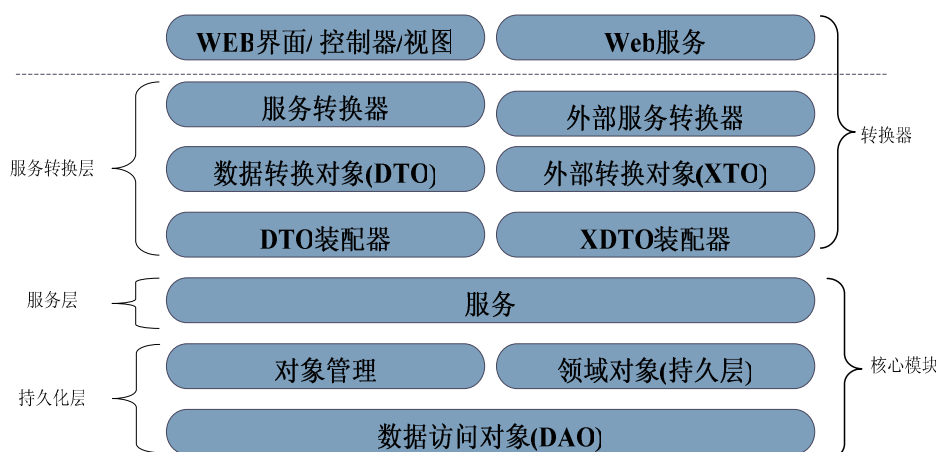 WEB界面/ 控制器/视图
Web服务
服务转换器
外部服务转换器
转换器
服务转换层
数据转换对象(DTO)
外部转换对象(XTO)
DTO装配器
XDTO装配器
服务层
服务
对象管理
领域对象(持久层)
核心模块
持久化层
数据访问对象(DAO)